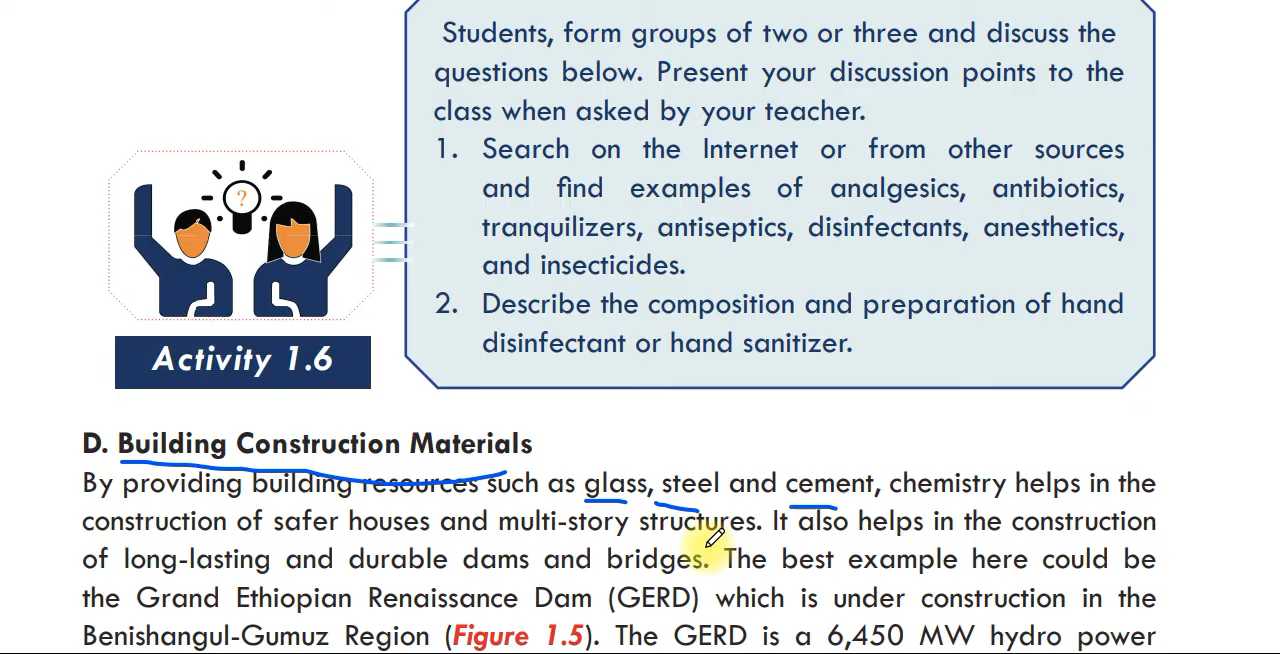 Students, form groups of two or three and discuss the
questions below. Present your discussion points to the
class when asked by your teacher.
1. Search on the Internet or from other sources
and find examples of analgesics, antibiotics,
tranquilizers, antiseptics, disinfectants, anesthetics,
and insecticides.
2. Describe the composition and preparation of hand
disinfectant or hand sanitizer.
?
Activity 1.6
D. Building Construction Materials
By providing building resources such as glass, steel and cement, chemistry helps in the
construction of safer houses and multi-story structures. It also helps in the construction
of long-lasting and durable dams and bridges. The best example here could be
the Grand Ethiopian Renaissance Dam (GERD) which is under construction in the
Benishangul-Gumuz Region (Figure 1.5). The GERD is a 6,450 MW hydro power